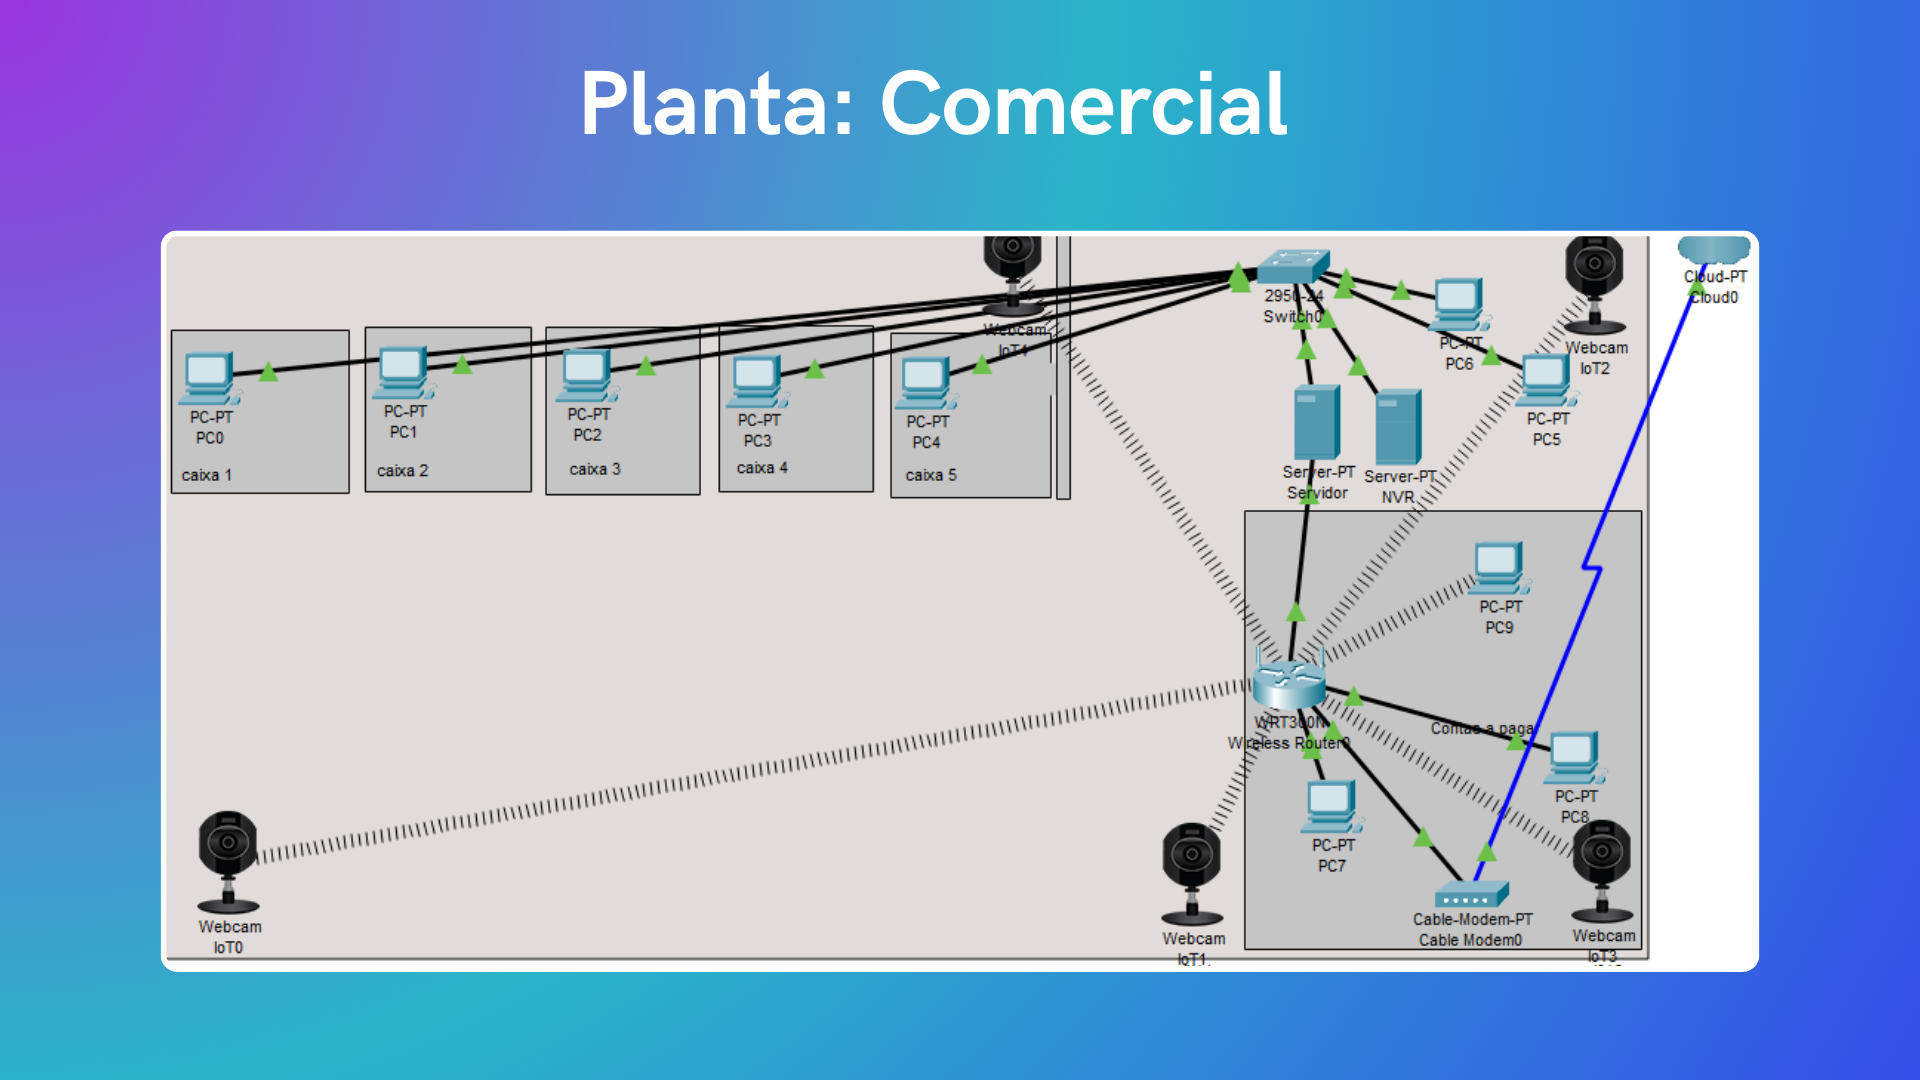 Planta: Comercial
PC-PT
PC0
caixa 1
PC-PT
PC1
caixa 2
PC-PT
PC2
caixa 3
PC-PT
PC3
caixa 4
PC-PT
PC4
caixa 5
Webcam
IoT4
2950-24
Switch0
PC-PT
PC6
Webcam
IoT2
Cloud-PT
Cloud0
PC-PT
PC5
Server-PT
Servidor
Server-PT
NVR
PC-PT
PC9
WRT300N
Wireless Router0
Contas a paga
PC-PT
PC8
PC-PT
PC7
Cable-Modem-PT
Cable Modem0
Webcam
IoT0
Webcam
IoT1
Webcam
IoT3